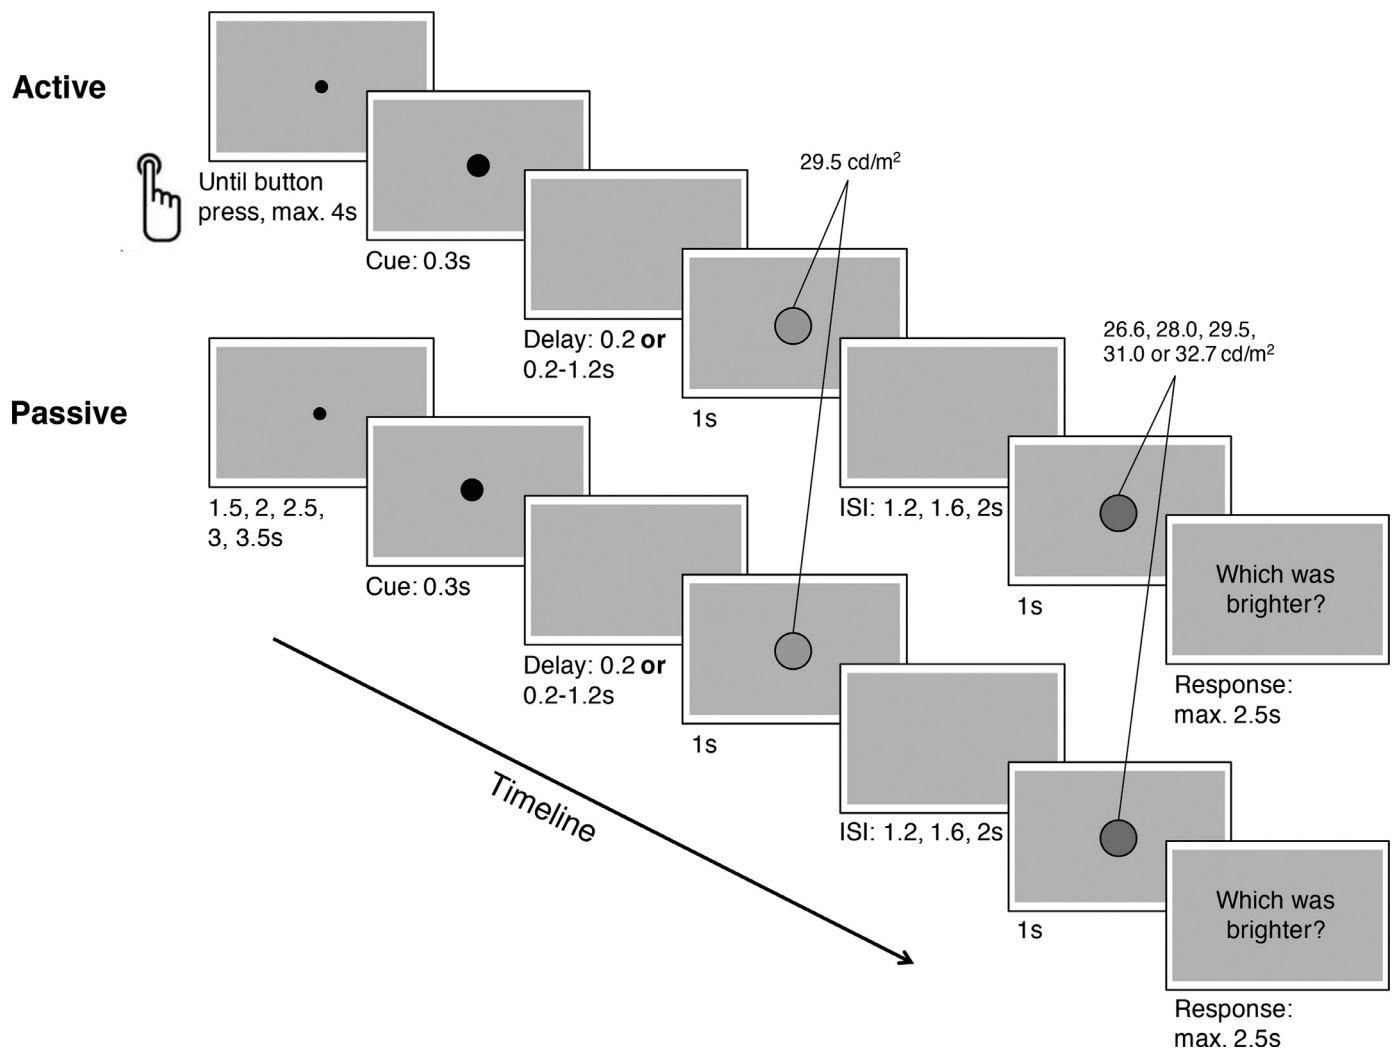 Active
Until button
press, max. 4s
Cue: 0.3s
Delay: 0.2 or
0.2-1.2s
29.5 cd/m²
1s
ISI: 1.2, 1.6, 2s
26.6, 28.0, 29.5,
31.0 or 32.7 cd/m²
1s
Which was
brighter?
Response:
max. 2.5s
Passive
1.5, 2, 2.5,
3, 3.5s
Cue: 0.3s
Delay: 0.2 or
0.2-1.2s
1s
ISI: 1.2, 1.6, 2s
1s
Which was
brighter?
Response:
max. 2.5s
Timeline